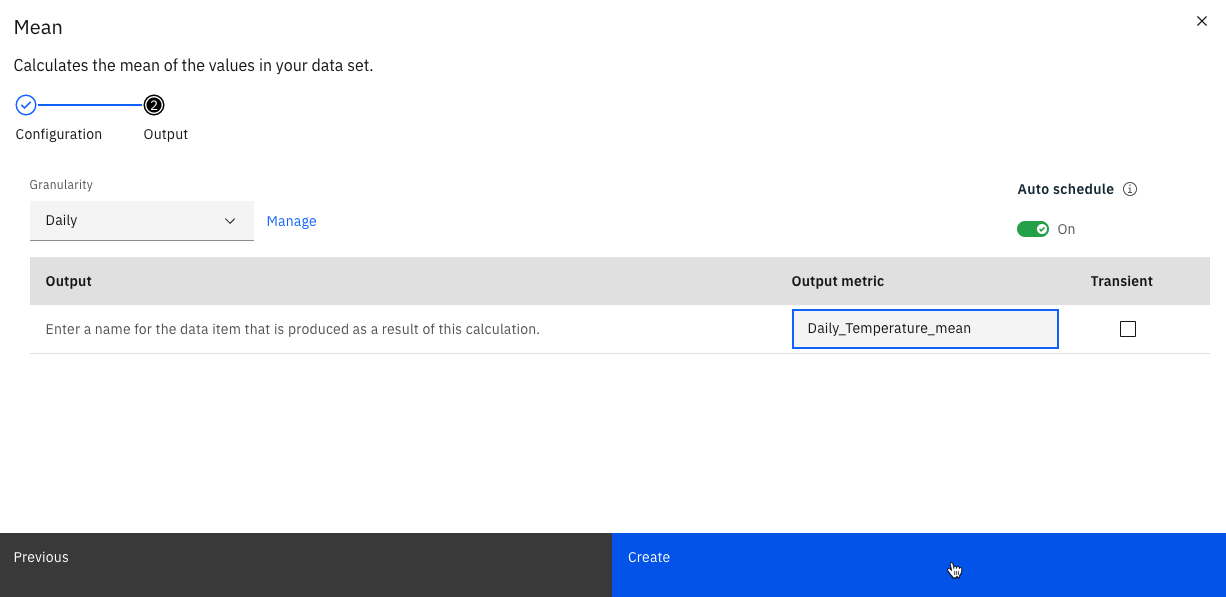 Mean
Calculates the mean of the values in your data set.
2
Configuration
Output
Granularity
Auto schedule
Daily
Manage
On
Output
Output metric
Transient
Enter a name for the data item that is produced as a result of this calculation.
Daily_Temperature_mean
Previous
Create